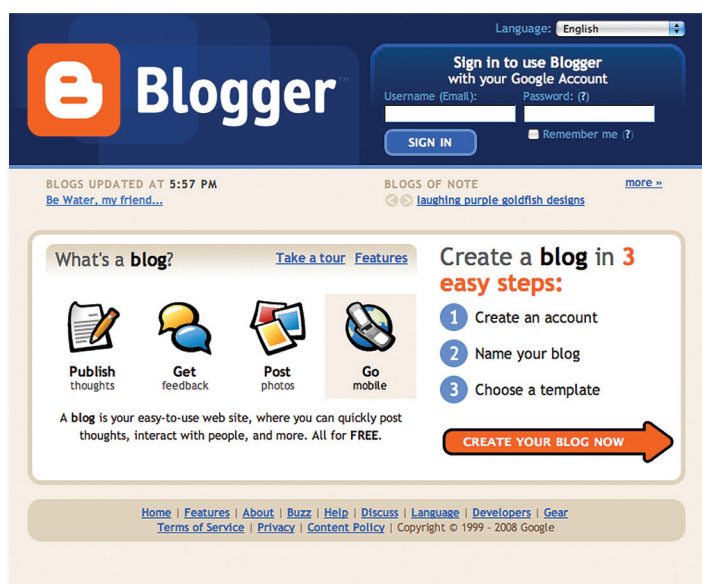 Language: English
Blogger™
Sign in to use Blogger
with your Google Account
Username (Email):
Password: (?)
SIGN IN
Remember me (?)
BLOGS UPDATED AT 5:57 PM
Be Water, my friend...
BLOGS OF NOTE
more »
laughing purple goldfish designs
What's a blog?
Take a tour Features
Publish
thoughts
Get
feedback
Post
photos
Go
mobile
A blog is your easy-to-use web site, where you can quickly post
thoughts, interact with people, and more. All for FREE.
Create a blog in 3
easy steps:
1 Create an account
2 Name your blog
3 Choose a template
CREATE YOUR BLOG NOW
Home | Features | About | Buzz | Help | Discuss | Language | Developers | Gear
Terms of Service | Privacy | Content Policy | Copyright © 1999 - 2008 Google